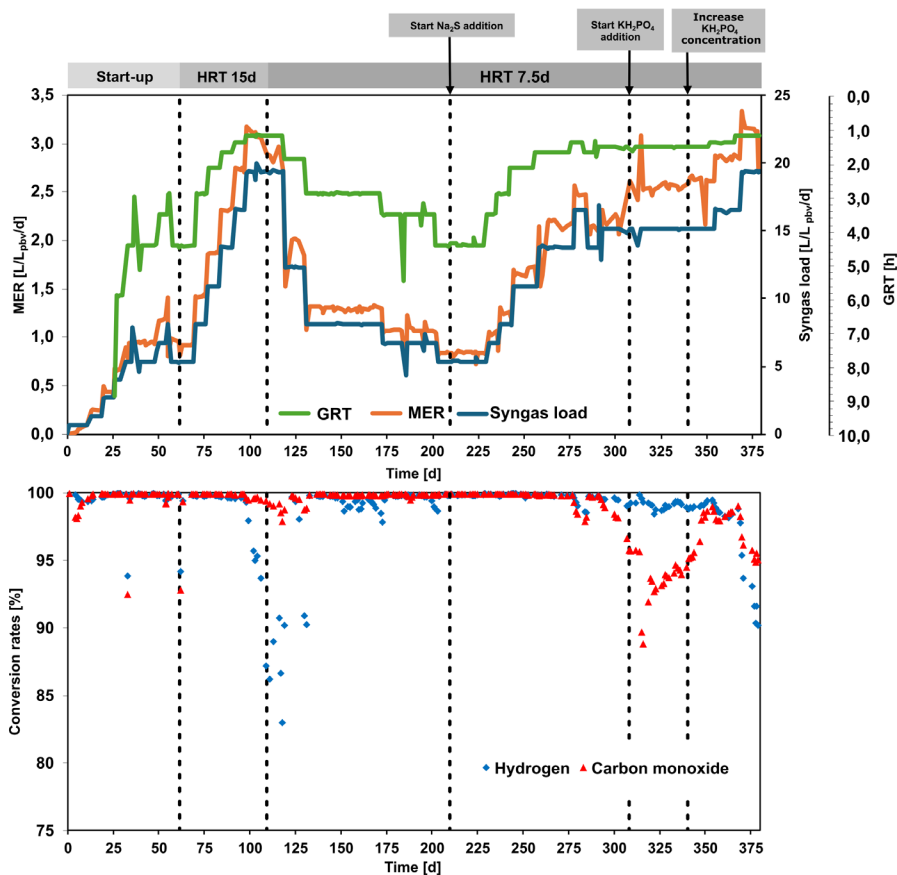 Start Na₂S addition
Start KH₂PO₄
addition
Increase
KH₂PO₄
concentration
Start-up
HRT 15d
HRT 7.5d
3,5
3,0
2,5
2,0
1,5
1,0
0,5
0,0
MER [L/L pbv/d]
25
20
15
10
5
0
Syngas load [L/L pbv/d]
0,0
1,0
2,0
3,0
4,0
5,0
6,0
7,0
8,0
9,0
10,0
GRT [h]
GRT
MER
Syngas load
0 25 50 75 100 125 150 175 200 225 250 275 300 325 350 375
Time [d]
100
95
90
85
80
75
Conversion rates [%]
Hydrogen
Carbon monoxide
0 25 50 75 100 125 150 175 200 225 250 275 300 325 350 375
Time [d]